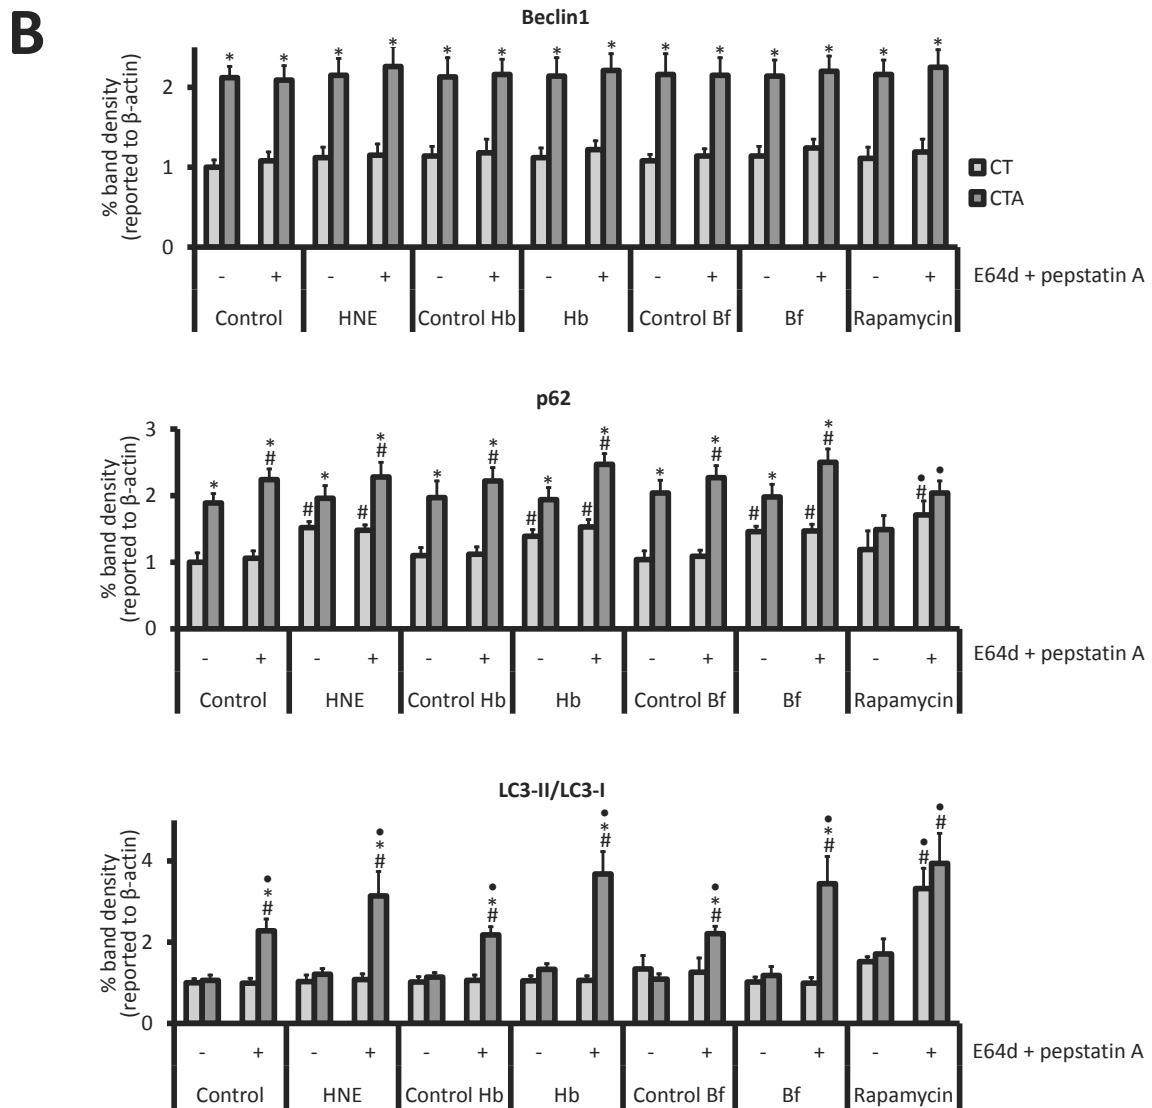 B
Beclin1
% band density
(reported to β-actin)
2
1
0
* * * * * * * * * * * * * *
CT
CTA
- + - + - + - + - + - + - +
E64d + pepstatin A
Control HNE Control Hb Hb Control Bf Bf Rapamycin
p62
% band density
(reported to β-actin)
3
2
1
0
* * # # * # * # * * # # * # * # * * # # * # * # • # •
- + - + - + - + - + - + - +
E64d + pepstatin A
Control HNE Control Hb Hb Control Bf Bf Rapamycin
LC3-II/LC3-I
% band density
(reported to β-actin)
4
2
0
• * # • * # • * # • * # • * # • * # • # • #
- + - + - + - + - + - + - +
E64d + pepstatin A
Control HNE Control Hb Hb Control Bf Bf Rapamycin